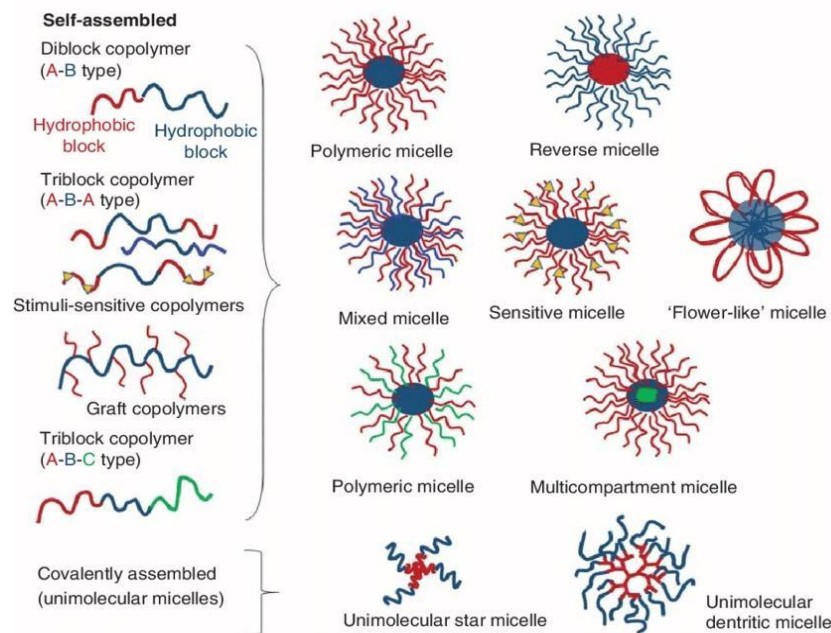 Self-assembled
Diblock copolymer
(A-B type)
Hydrophobic
block
Hydrophobic
block
Triblock copolymer
(A-B-A type)
Stimuli-sensitive copolymers
Graft copolymers
Triblock copolymer
(A-B-C type)
Covalently assembled
(unimolecular micelles)
Polymeric micelle
Reverse micelle
Mixed micelle
Sensitive micelle
‘Flower-like’ micelle
Polymeric micelle
Multicompartment micelle
Unimolecular star micelle
Unimolecular
dentritic micelle